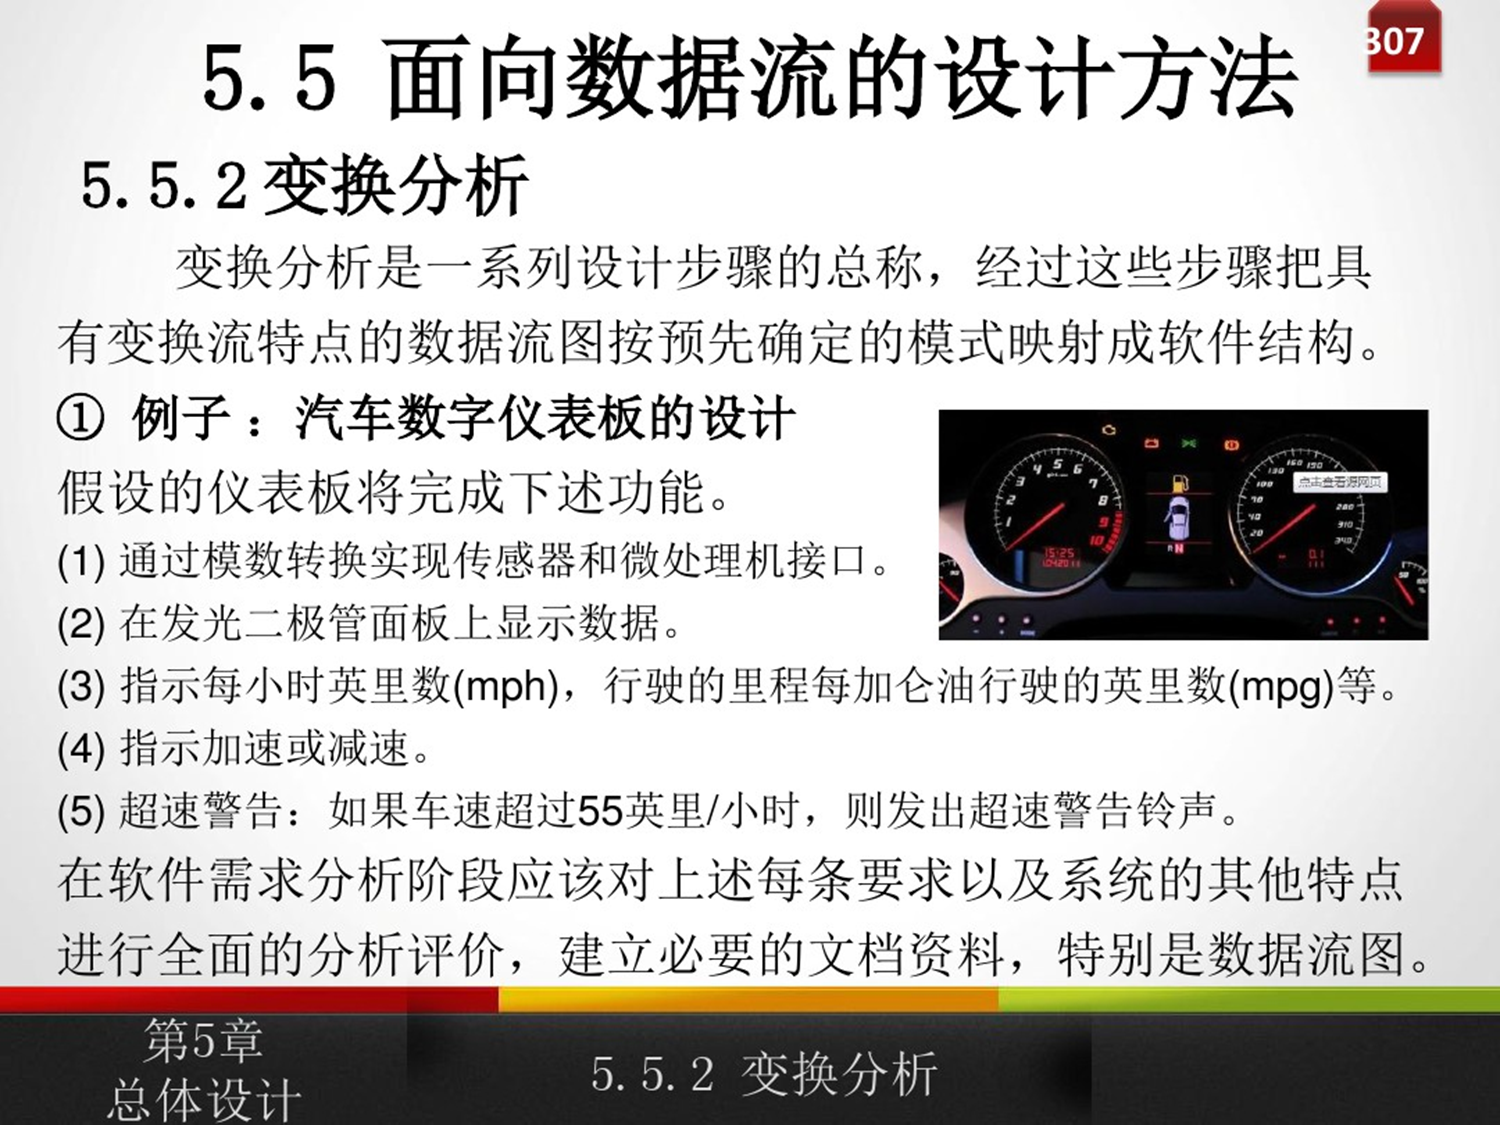 307
5.5 面向数据流的设计方法
5.5.2变换分析
变换分析是一系列设计步骤的总称，经过这些步骤把具
有变换流特点的数据流图按预先确定的模式映射成软件结构。
① 例子：汽车数字仪表板的设计
假设的仪表板将完成下述功能。
(1) 通过模数转换实现传感器和微处理机接口。
(2) 在发光二极管面板上显示数据。
(3) 指示每小时英里数(mph)，行驶的里程每加仑油行驶的英里数(mpg)等。
(4) 指示加速或减速。
(5) 超速警告：如果车速超过55英里/小时，则发出超速警告铃声。
点击查看源网页
在软件需求分析阶段应该对上述每条要求以及系统的其他特点
进行全面的分析评价，建立必要的文档资料，特别是数据流图。
第5章
总体设计
5.5.2 变换分析